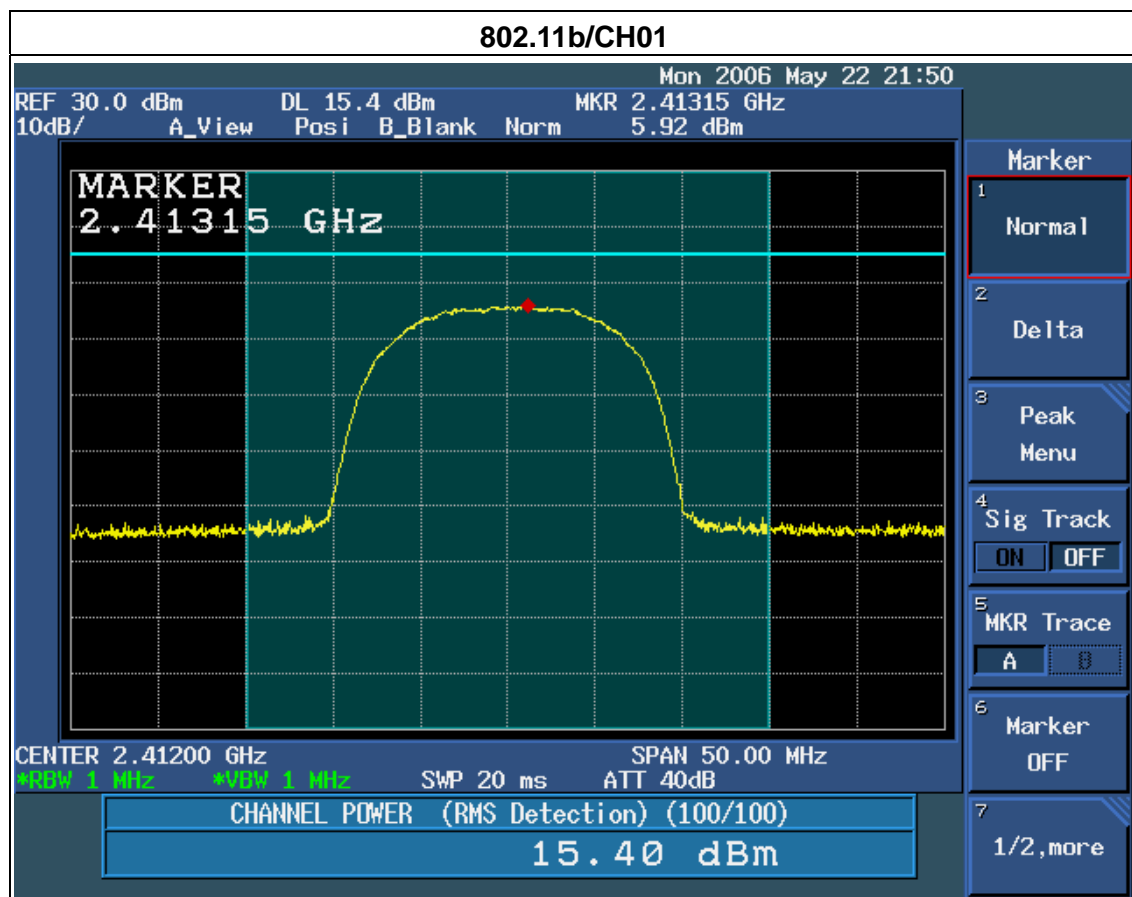 802.11b/CH01
Mon 2006 May 22 21:50
REF 30.0 dBm DL 15.4 dBm MKR 2.41315 GHz
10dB/ A_View Posi B_Blank Norm 5.92 dBm
MARKER
2.41315 GHz
CENTER 2.41200 GHz SPAN 50.00 MHz
*RBW 1 MHz *VBW 1 MHz SWP 20 ms ATT 40dB
CHANNEL POWER (RMS Detection) (100/100)
15.40 dBm
Marker
1
Normal
2
Delta
3
Peak
Menu
4
Sig Track
ON OFF
5
MKR Trace
A B
6
Marker
OFF
7
1/2,more